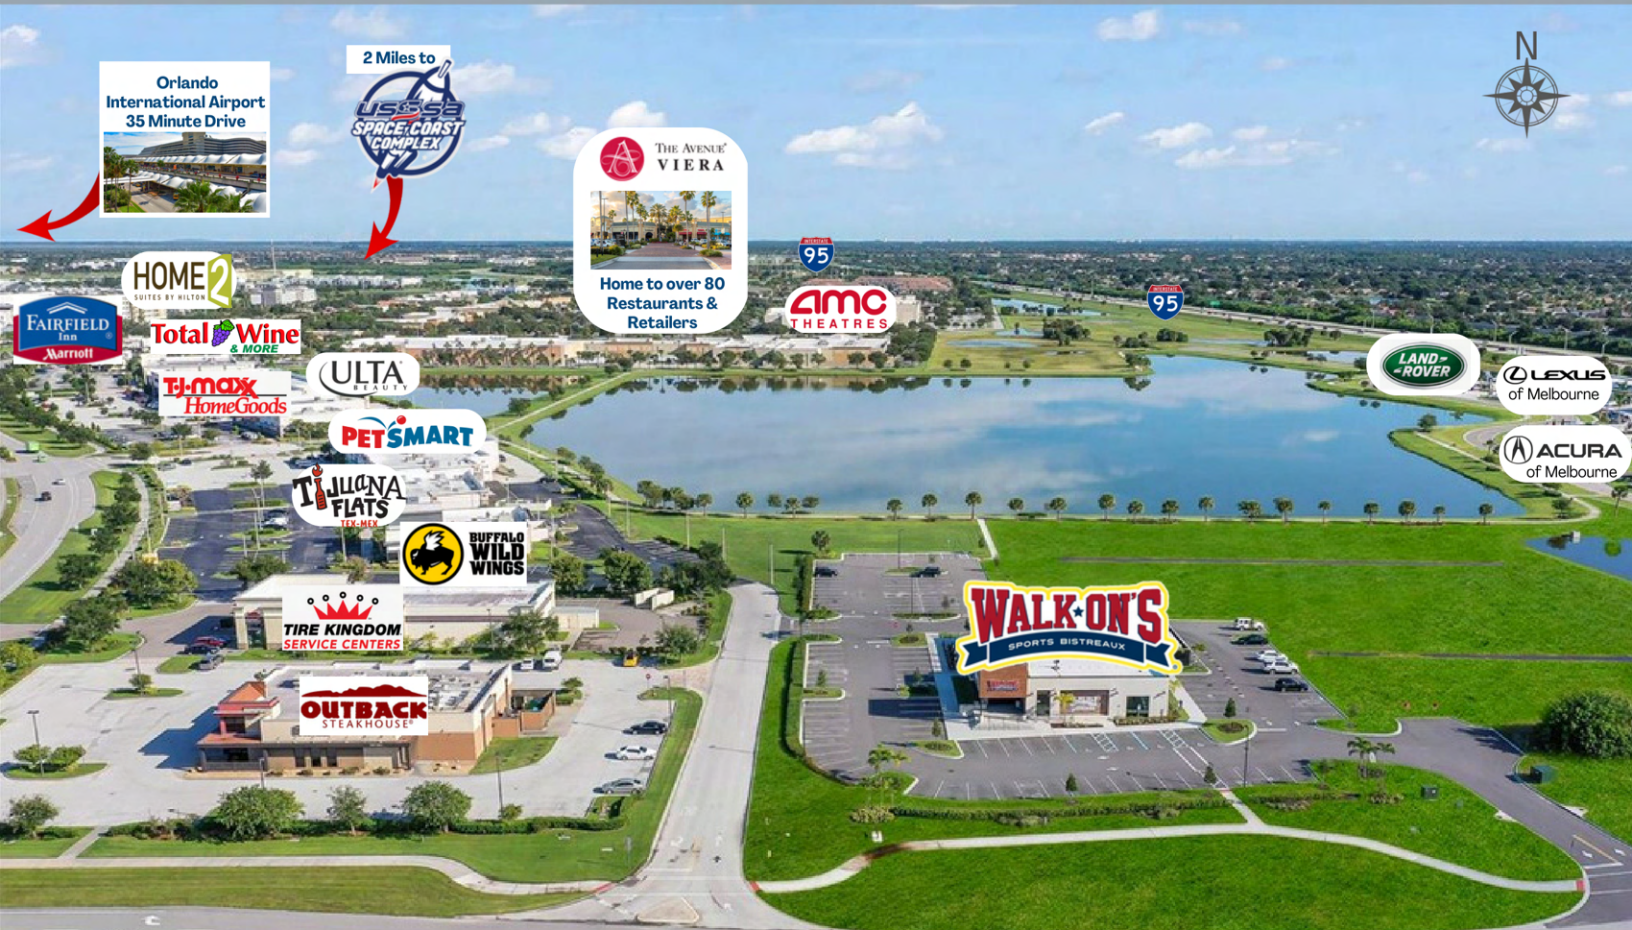 N
2 Miles to
USSSA
SPACE COAST
COMPLEX
Orlando
International Airport
35 Minute Drive
THE AVENUE
VIERA
Home to over 80
Restaurants &
Retailers
INTERSTATE
95
INTERSTATE
95
HOME2
SUITES BY HILTON
FAIRFIELD
Inn
Marriott
Total Wine
& MORE
AMC
THEATRES
ULTA
BEAUTY
T.J.maxx
HomeGoods
LAND-
-ROVER
LEXUS
of Melbourne
PETSMART
ACURA
of Melbourne
TIJUANA
FLATS
TEX-MEX
BUFFALO
WILD
WINGS
TIRE KINGDOM
SERVICE CENTERS
WALK-ON'S
SPORTS BISTREAUX
OUTBACK
STEAKHOUSE®